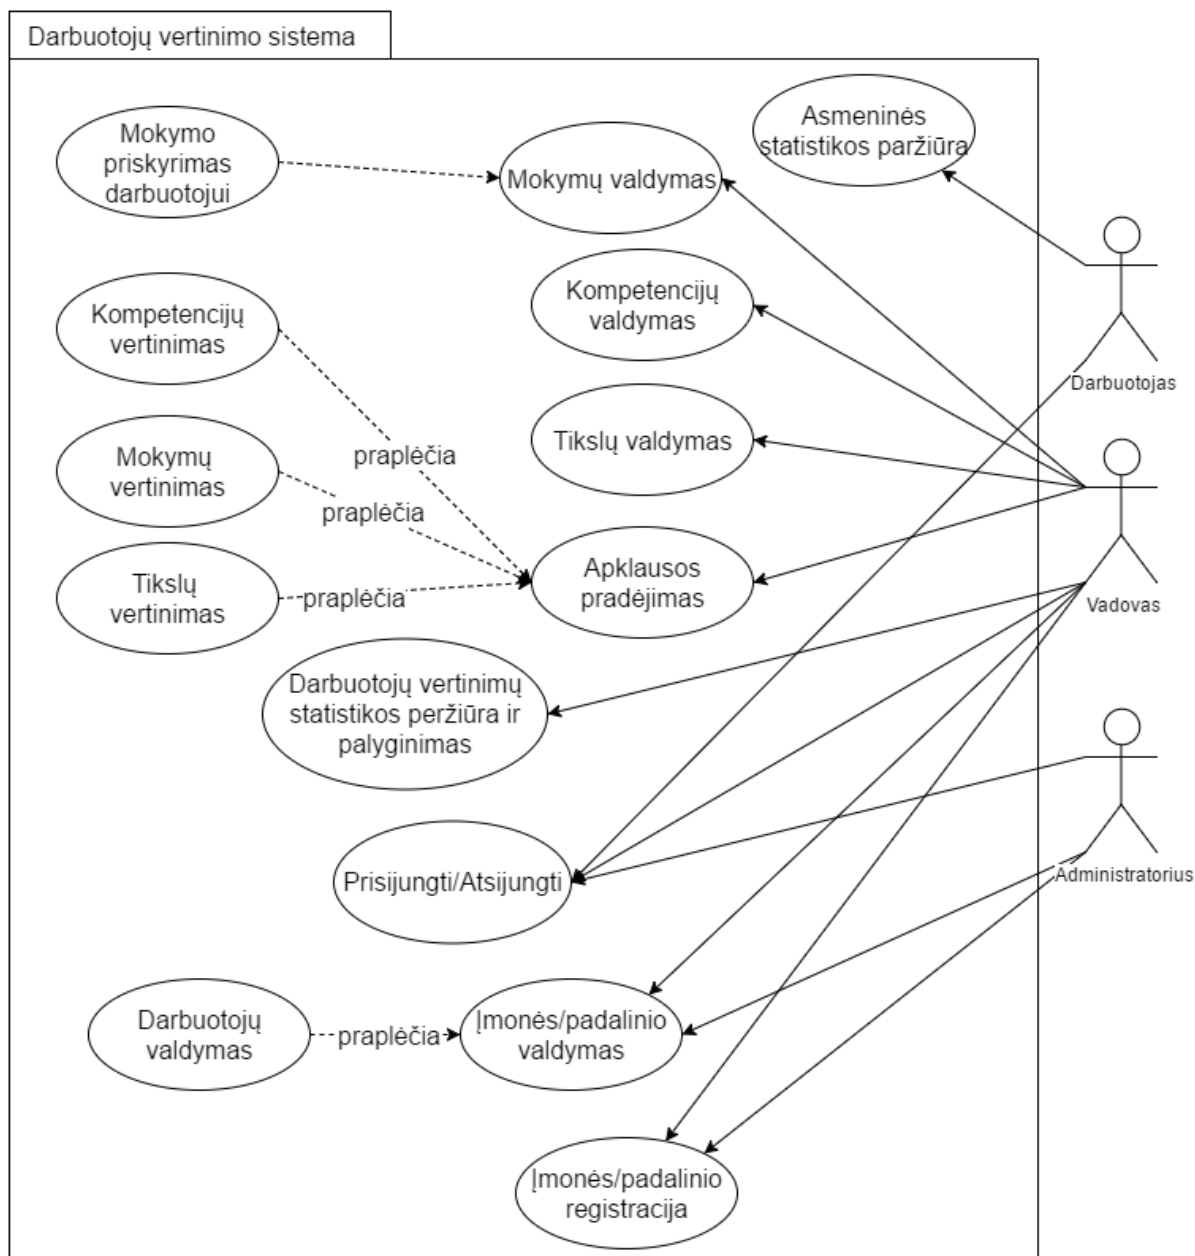 Darbuotojų vertinimo sistema
Asmeninės
statistikos paržiūra
Mokymo
priskyrimas
darbuotojui
Mokymų valdymas
Kompetencijų
valdymas
Kompetencijų
vertinimas
Darbuotojas
Tikslų valdymas
praplėčia
Mokymų
vertinimas
praplėčia
Apklausos
pradėjimas
Tikslų
vertinimas
praplėčia
Vadovas
Darbuotojų vertinimų
statistikos peržiūra ir
palyginimas
Prisijungti/Atsijungti
Administratorius
Darbuotojų
valdymas
praplėčia
Įmonės/padalinio
valdymas
Įmonės/padalinio
registracija